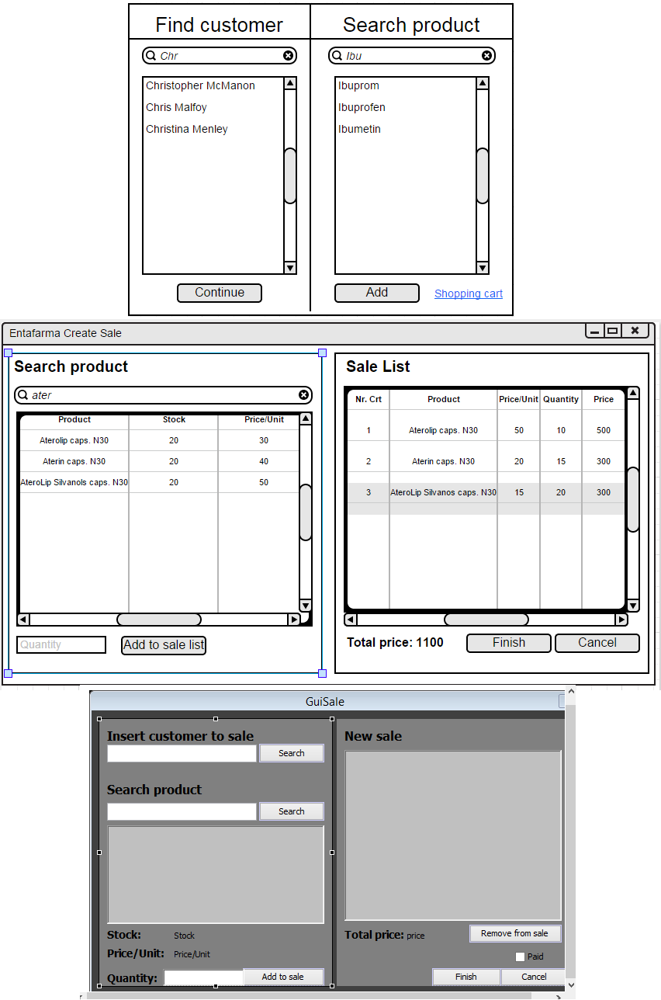 Find customer
Search product
Chr
Ibu
Christopher McManon
Chris Malfoy
Christina Menley
Ibuprom
Ibuprofen
Ibumetin
Continue
Add
Shopping cart
Entafarma Create Sale
Search product
ater
Product Stock Price/Unit
Aterolip caps. N30 20 30
Aterin caps. N30 20 40
AteroLip Silvanols caps. N30 20 50
Quantity
Add to sale list
Sale List
Nr. Crt Product Price/Unit Quantity Price
1 Aterolip caps. N30 50 10 500
2 Aterin caps. N30 20 15 300
3 AteroLip Silvanos caps. N30 15 20 300
Total price: 1100
Finish
Cancel
GuiSale
Insert customer to sale
Search
Search product
Search
Stock: Stock
Price/Unit: Price/Unit
Quantity:
Add to sale
New sale
Total price: price
Remove from sale
Paid
Finish
Cancel